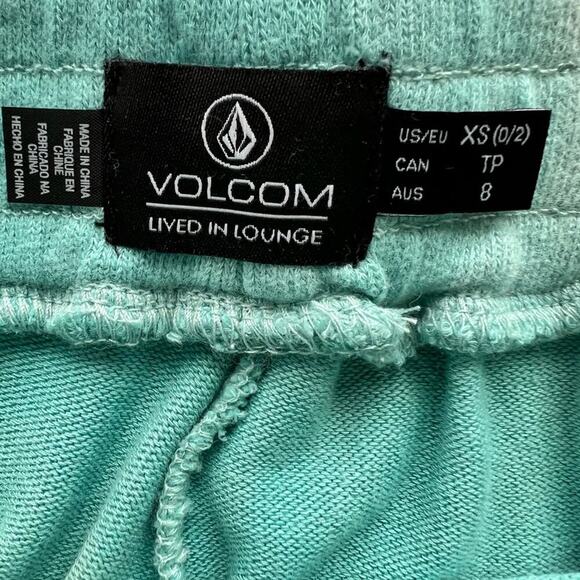 MADE IN CHINA
FABRIQUE EN
CHINE
FABRICADO NA
CHINA
HECHO EN CHINA
VOLCOM
LIVED IN LOUNGE
US/EU XS (0/2)
CAN TP
AUS 8